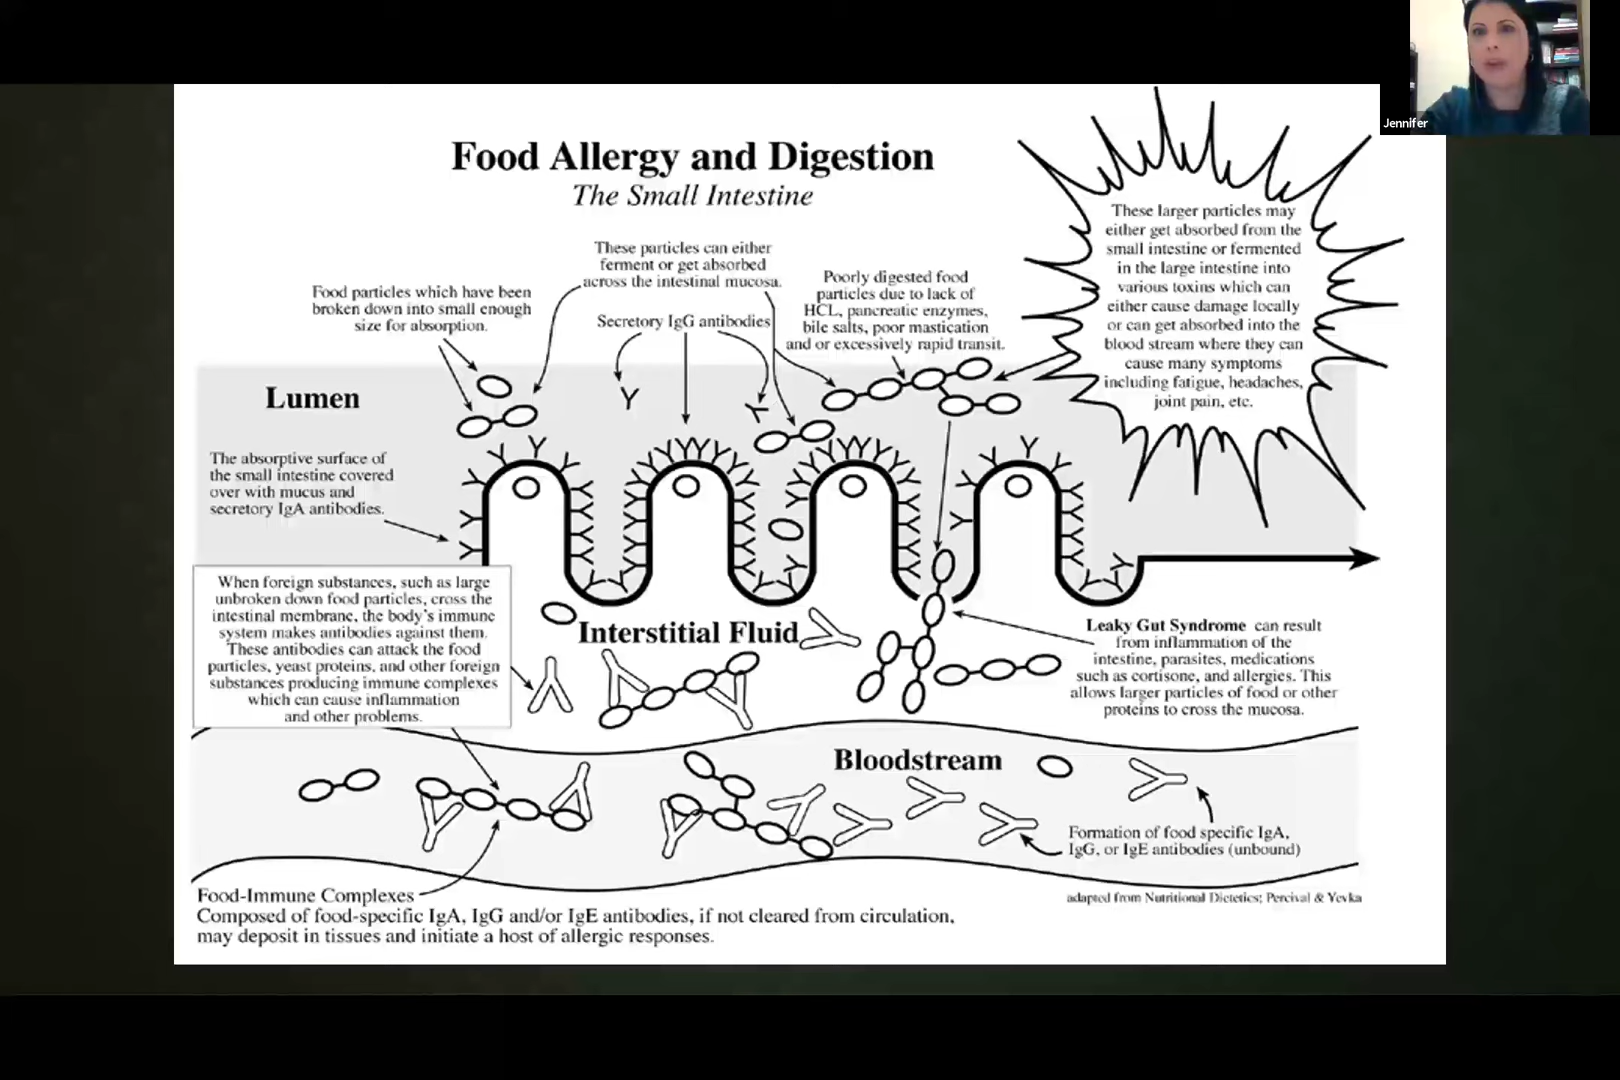 Jennifer
Food Allergy and Digestion
The Small Intestine
These particles can either
ferment or get absorbed
across the intestinal mucosa.
Food particles which have been
broken down into small enough
size for absorption.
Secretory IgG antibodies
Poorly digested food
particles due to lack of
HCL, pancreatic enzymes,
bile salts, poor mastication
and or excessively rapid transit.
These larger particles may
either get absorbed from the
small intestine or fermented
in the large intestine into
various toxins which can
either cause damage locally
or can get absorbed into the
blood stream where they can
cause many symptoms
including fatigue, headaches,
joint pain, etc.
Lumen
The absorptive surface of
the small intestine covered
over with mucus and
secretory IgA antibodies.
When foreign substances, such as large
unbroken down food particles, cross the
intestinal membrane, the body's immune
system makes antibodies against them.
These antibodies can attack the food
particles, yeast proteins, and other foreign
substances producing immune complexes
which can cause inflammation
and other problems.
Interstitial Fluid
Leaky Gut Syndrome can result
from inflammation of the
intestine, parasites, medications
such as cortisone, and allergies. This
allows larger particles of food or other
proteins to cross the mucosa.
Bloodstream
Formation of food specific IgA,
IgG, or IgE antibodies (unbound)
Food-Immune Complexes
Composed of food-specific IgA, IgG and/or IgE antibodies, if not cleared from circulation,
may deposit in tissues and initiate a host of allergic responses.
adapted from Nutritional Dietetics; Percival & Yevka